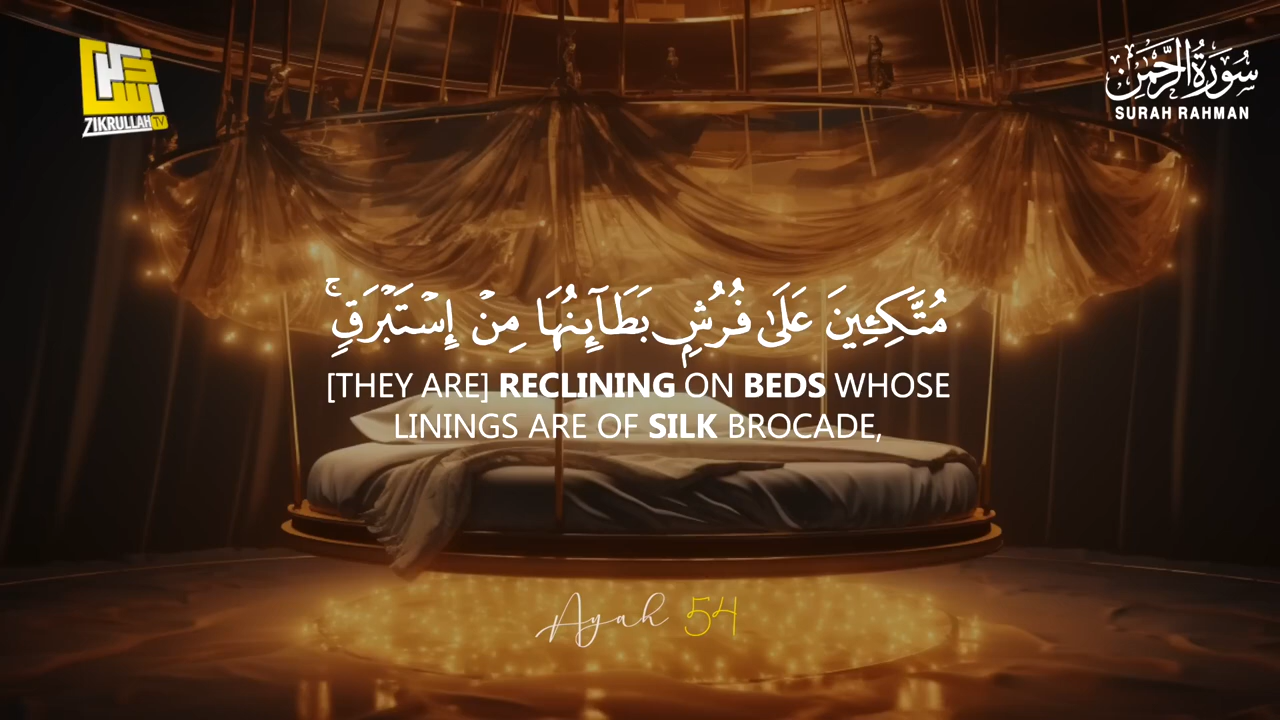 ZIKRULLAH TV
سُورَةُ الرَّحْمٰن
SURAH RAHMAN
مُتَّكِـِٔينَ عَلَىٰ فُرُشٍۭ بَطَآئِنُهَا مِنْ إِسْتَبْرَقٍۚ
[THEY ARE] RECLINING ON BEDS WHOSE
LININGS ARE OF SILK BROCADE,
Ayah 54